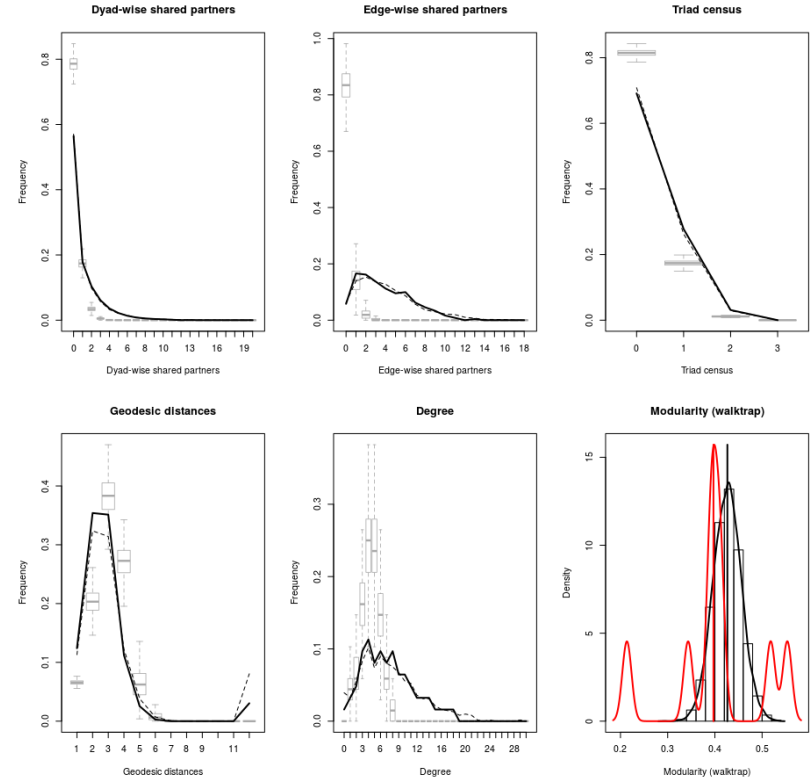 Dyad-wise shared partners
Edge-wise shared partners
Triad census
Frequency
0.0 0.2 0.4 0.6 0.8
0 2 4 6 8 10 13 16 19
Dyad-wise shared partners
Frequency
0.0 0.2 0.4 0.6 0.8 1.0
0 2 4 6 8 10 12 14 16 18
Edge-wise shared partners
Frequency
0.0 0.2 0.4 0.6 0.8
0 1 2 3
Triad census
Geodesic distances
Degree
Modularity (walktrap)
Frequency
0.0 0.1 0.2 0.3 0.4
1 2 3 4 5 6 7 8 9 11
Geodesic distances
Frequency
0.0 0.1 0.2 0.3
0 3 6 9 12 16 20 24 28
Degree
Density
0 5 10 15
0.2 0.3 0.4 0.5
Modularity (walktrap)